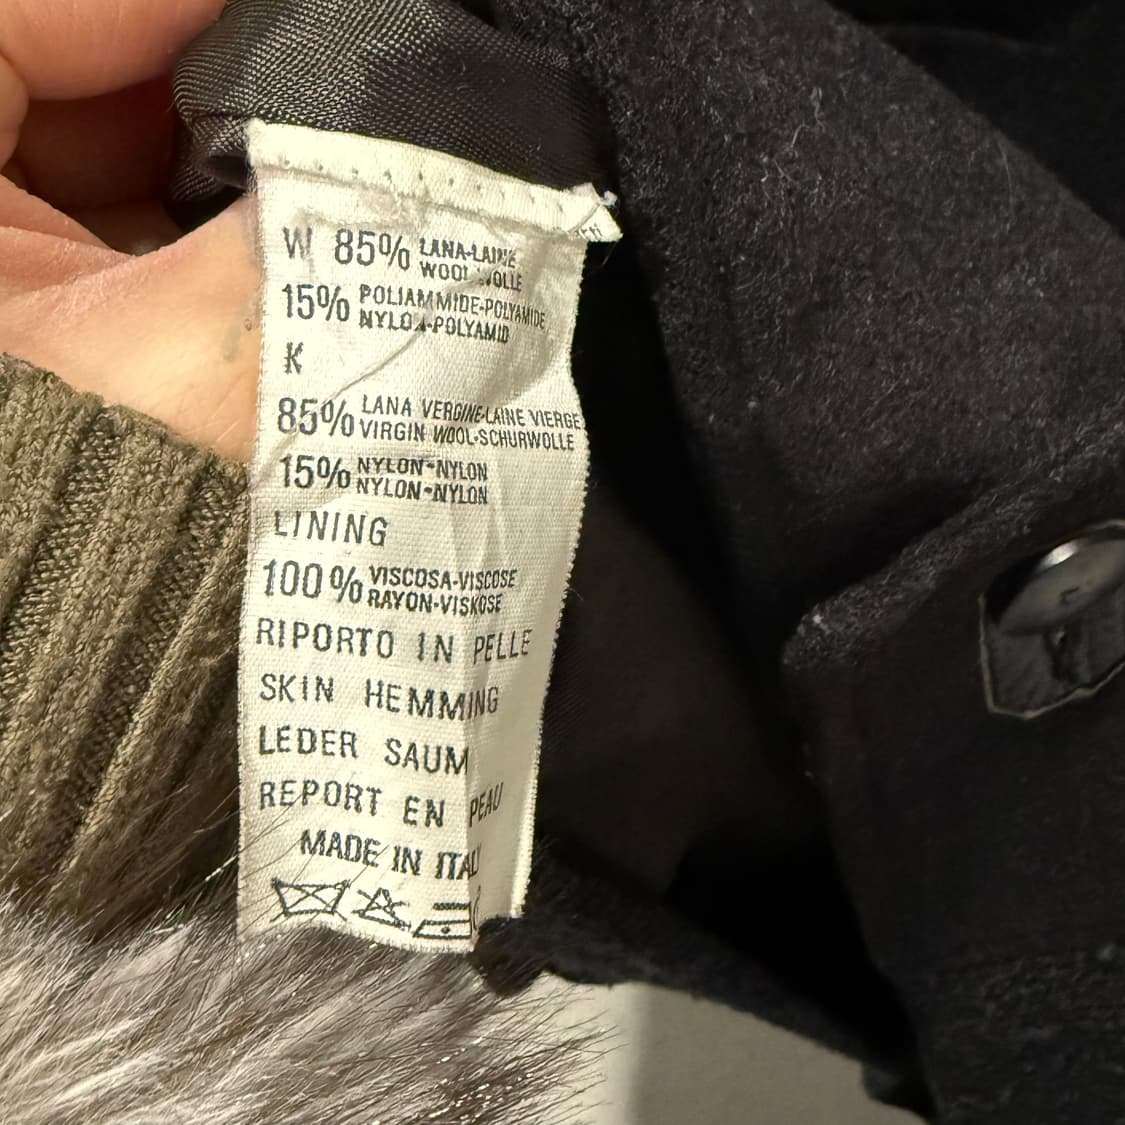 W 85% LANA-LAINE
WOOL WOLLE
15% POLIAMMIDE-POLYAMIDE
NYLON-POLYAMID
K
85% LANA VERGINE-LAINE VIERGE
VIRGIN WOOL-SCHURWOLLE
15% NYLON-NYLON
NYLON-NYLON
LINING
100% VISCOSA-VISCOSE
RAYON-VISKOSE
RIPORTO IN PELLE
SKIN HEMMING
LEDER SAUM
REPORT EN PEAU
MADE IN ITALY